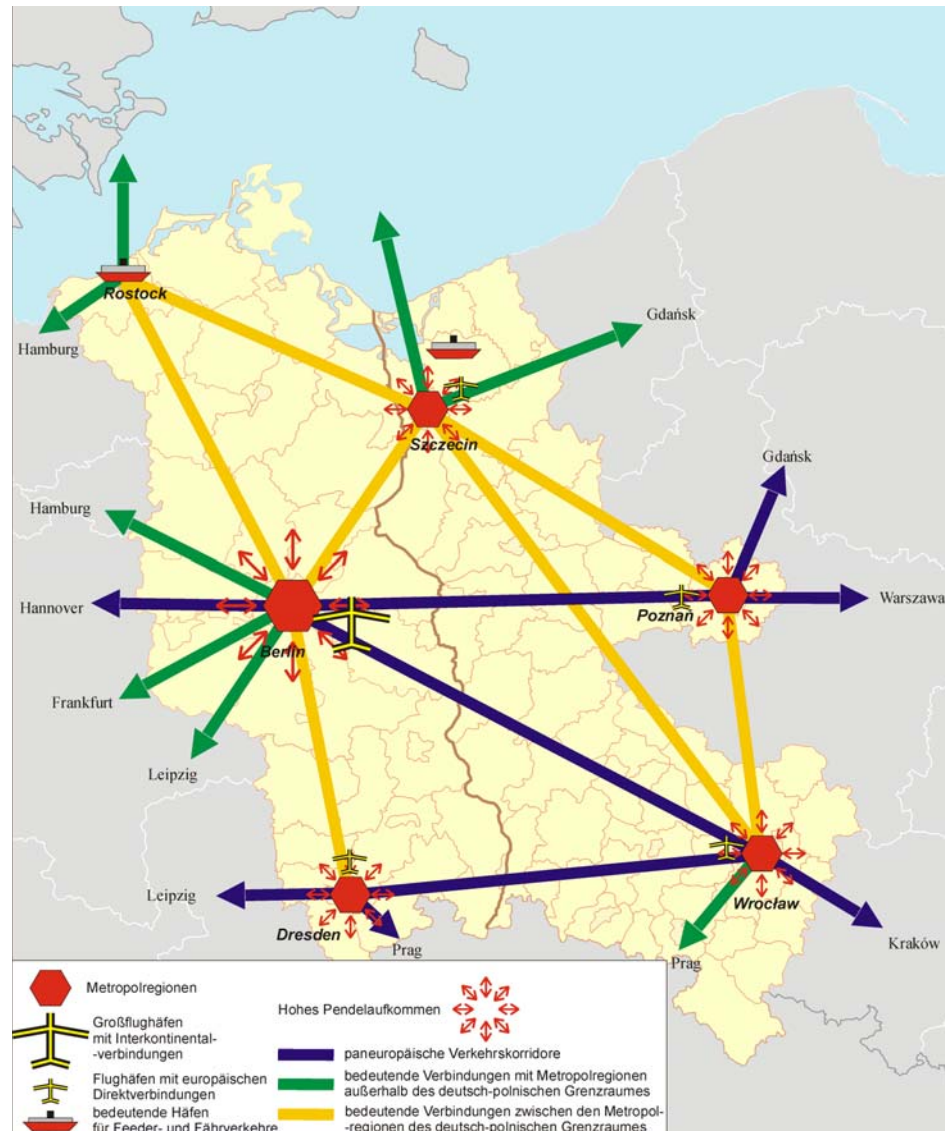 Rostock
Hamburg
Gdańsk
Szczecin
Gdańsk
Hamburg
Hannover
Poznań
Warszawa
Berlin
Frankfurt
Leipzig
Leipzig
Wrocław
Dresden
Prag
Prag
Kraków
Metropolregionen
Großflughäfen
mit Interkontinental-
-verbindungen
Flughäfen mit europäischen
Direktverbindungen
bedeutende Häfen
für Feeder- und Fährverkehre
Hohes Pendelaufkommen
paneuropäische Verkehrskorridore
bedeutende Verbindungen mit Metropolregionen
außerhalb des deutsch-polnischen Grenzraumes
bedeutende Verbindungen zwischen den Metropol-
-regionen des deutsch-polnischen Grenzraumes